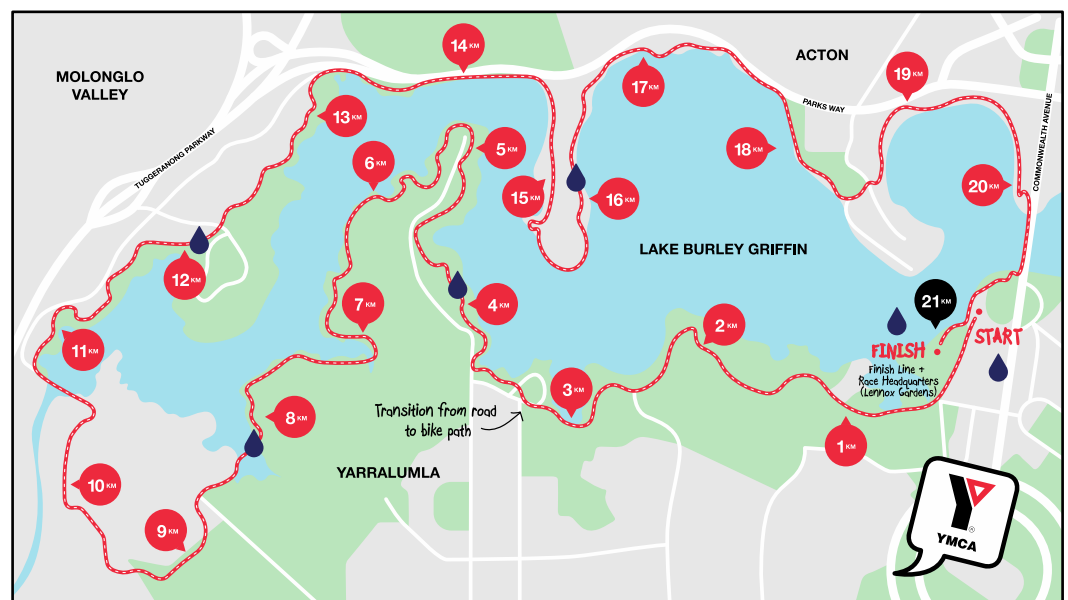 14 KM
ACTON
MOLONGLO
VALLEY
19 KM
17 KM
PARKS WAY
COMMONWEALTH AVENUE
13 KM
TUGGERANONG PARKWAY
5 KM
18 KM
6 KM
20 KM
15 KM
16 KM
LAKE BURLEY GRIFFIN
12 KM
7 KM
4 KM
21 KM
2 KM
START
11 KM
FINISH
Finish Line +
Race Headquarters
(Lennox Gardens)
3 KM
8 KM
Transition from road
to bike path
1 KM
YARRALUMLA
10 KM
9 KM
Y®
YMCA